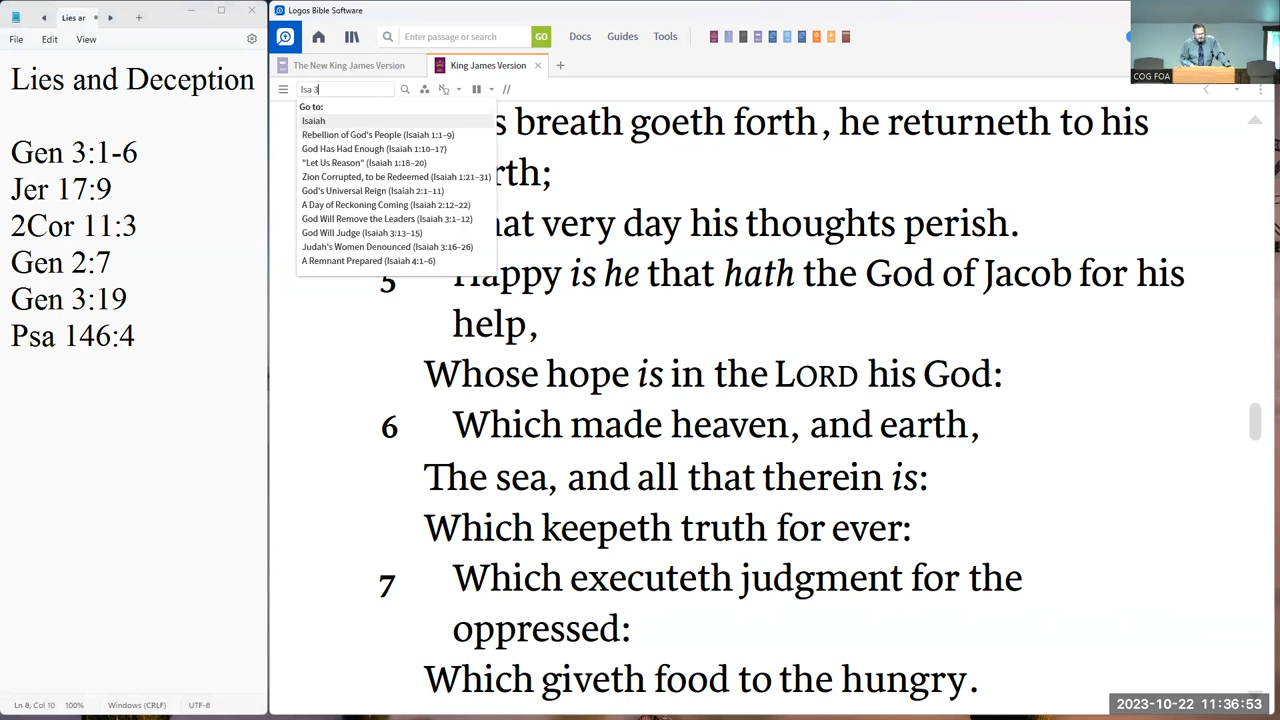 Lies ar
File Edit View
Lies and Deception
Gen 3:1-6
Jer 17:9
2Cor 11:3
Gen 2:7
Gen 3:19
Psa 146:4
Ln 8, Col 10 100% Windows (CRLF) UTF-8
Logos Bible Software
Enter passage or search GO Docs Guides Tools
The New King James Version King James Version
Isa 3
Go to:
Isaiah
Rebellion of God's People (Isaiah 1:1–9)
God Has Had Enough (Isaiah 1:10–17)
"Let Us Reason" (Isaiah 1:18–20)
Zion Corrupted, to be Redeemed (Isaiah 1:21–31)
God's Universal Reign (Isaiah 2:1–11)
A Day of Reckoning Coming (Isaiah 2:12–22)
God Will Remove the Leaders (Isaiah 3:1–12)
God Will Judge (Isaiah 3:13–15)
Judah's Women Denounced (Isaiah 3:16–26)
A Remnant Prepared (Isaiah 4:1–6)
s breath goeth forth, he returneth to his
rth;
hat very day his thoughts perish.
5 Happy is he that hath the God of Jacob for his
help,
Whose hope is in the LORD his God:
6 Which made heaven, and earth,
The sea, and all that therein is:
Which keepeth truth for ever:
7 Which executeth judgment for the
oppressed:
Which giveth food to the hungry.
COG FOA
2023-10-22 11:36:53